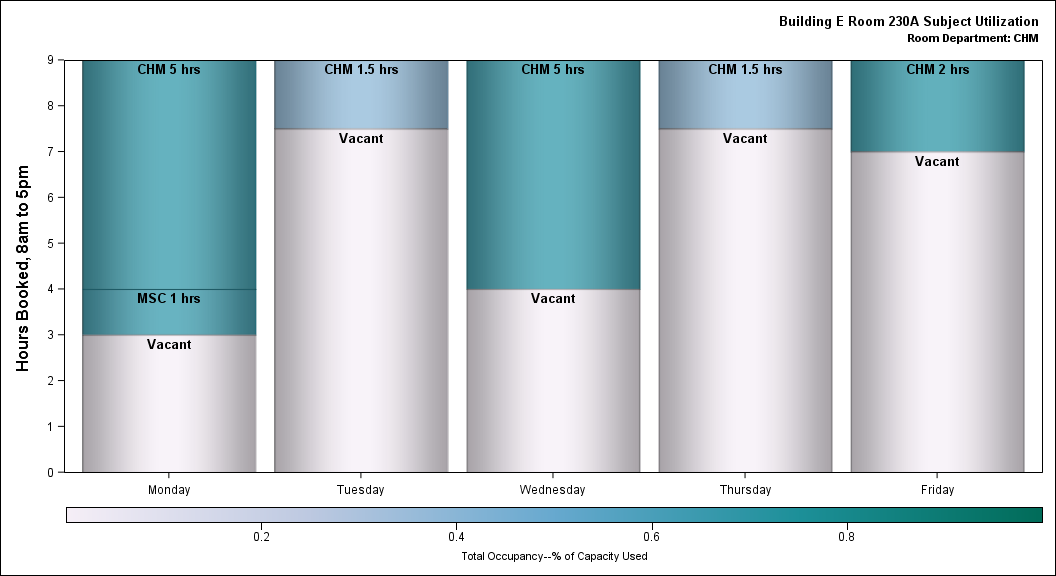 Building E Room 230A Subject Utilization
Room Department: CHM
Hours Booked, 8am to 5pm
9
8
7
6
5
4
3
2
1
0
CHM 5 hrs
MSC 1 hrs
Vacant
CHM 1.5 hrs
Vacant
CHM 5 hrs
Vacant
CHM 1.5 hrs
Vacant
CHM 2 hrs
Vacant
Monday
Tuesday
Wednesday
Thursday
Friday
0.2
0.4
0.6
0.8
Total Occupancy--% of Capacity Used